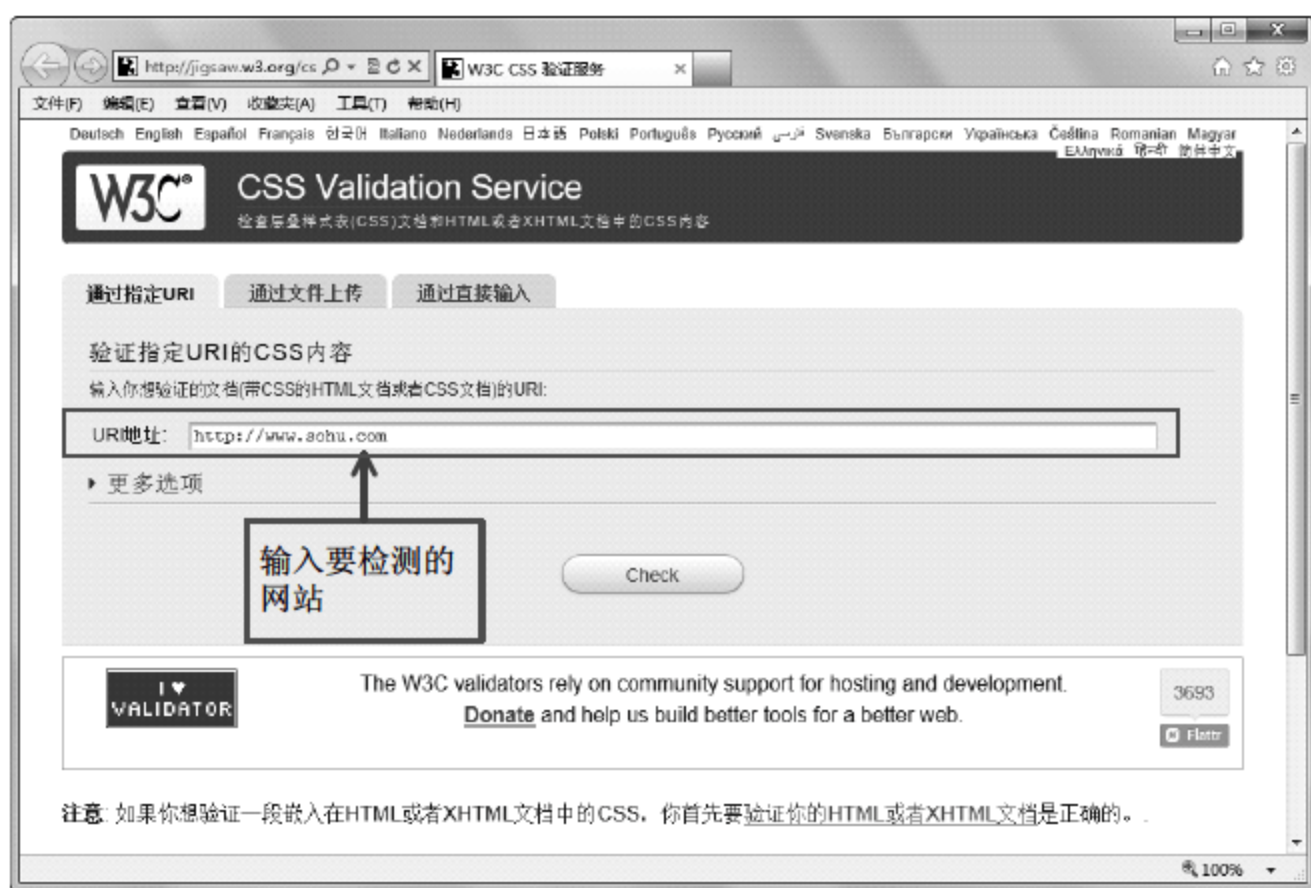 http://jigsaw.w3.org/cs
W3C CSS 验证服务
文件(F) 编辑(E) 查看(V) 收藏夹(A) 工具(T) 帮助(H)
Deutsch English Español Français 한국어 Italiano Nederlands 日本語 Polski Português Русский فارسی Svenska Български Українська Čeština Romanian Magyar
Ελληνικά हिन्दी 简体中文
W3C® CSS Validation Service
检查层叠样式表(CSS)文档和HTML或者XHTML文档中的CSS内容
通过指定URI 通过文件上传 通过直接输入
验证指定URI的CSS内容
输入你想验证的文档(带CSS的HTML文档或者CSS文档)的URI:
URI地址: http://www.sohu.com
更多选项
输入要检测的
网站
Check
I ♥
VALIDATOR
The W3C validators rely on community support for hosting and development.
Donate and help us build better tools for a better web.
3693
Flattr
注意: 如果你想验证一段嵌入在HTML或者XHTML文档中的CSS，你首先要验证你的HTML或者XHTML文档是正确的。.
100%